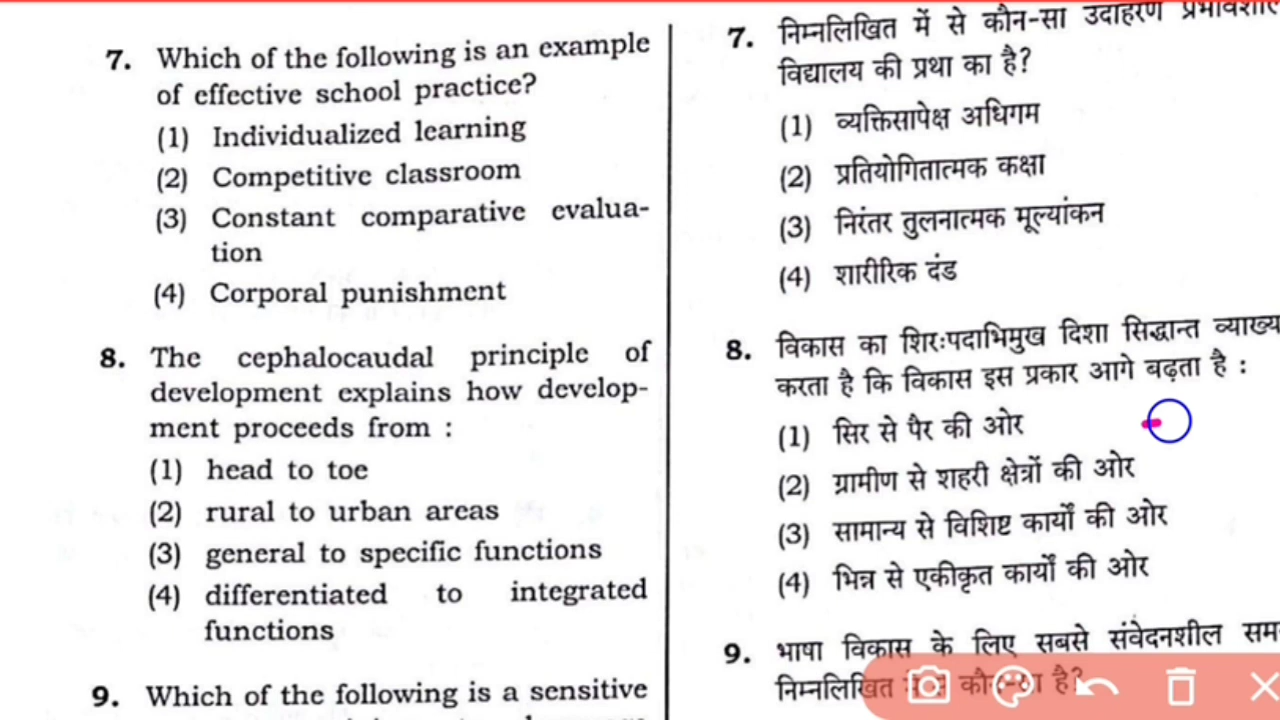 7. Which of the following is an example
of effective school practice?
(1) Individualized learning
(2) Competitive classroom
(3) Constant comparative evalua-
tion
(4) Corporal punishment
8. The cephalocaudal principle of
development explains how develop-
ment proceeds from :
(1) head to toe
(2) rural to urban areas
(3) general to specific functions
(4) differentiated to integrated
functions
9. Which of the following is a sensitive
7. निम्नलिखित में से कौन-सा उदाहरण
विद्यालय की प्रथा का है?
(1) व्यक्तिसापेक्ष अधिगम
(2) प्रतियोगितात्मक कक्षा
(3) निरंतर तुलनात्मक मूल्यांकन
(4) शारीरिक दंड
8. विकास का शिरःपदाभिमुख दिशा सिद्धान्त
करता है कि विकास इस प्रकार आगे बढ़ता है :
(1) सिर से पैर की ओर
(2) ग्रामीण से शहरी क्षेत्रों की ओर
(3) सामान्य से विशिष्ट कार्यों की ओर
(4) भिन्न से एकीकृत कार्यों की ओर
9. भाषा विकास के लिए सबसे संवेदनशील
निम्नलिखित में से कौन-सा है?